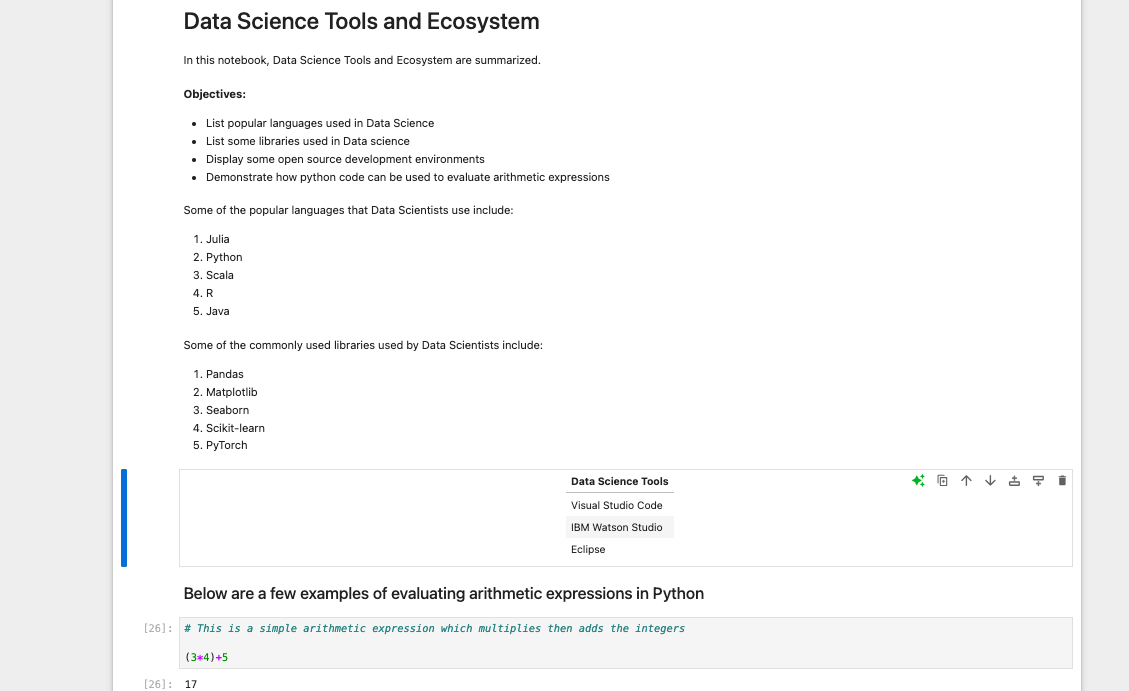 Data Science Tools and Ecosystem
In this notebook, Data Science Tools and Ecosystem are summarized.
Objectives:
• List popular languages used in Data Science
• List some libraries used in Data science
• Display some open source development environments
• Demonstrate how python code can be used to evaluate arithmetic expressions
Some of the popular languages that Data Scientists use include:
1. Julia
2. Python
3. Scala
4. R
5. Java
Some of the commonly used libraries used by Data Scientists include:
1. Pandas
2. Matplotlib
3. Seaborn
4. Scikit-learn
5. PyTorch
Data Science Tools
Visual Studio Code
IBM Watson Studio
Eclipse
Below are a few examples of evaluating arithmetic expressions in Python
[26]: # This is a simple arithmetic expression which multiplies then adds the integers
(3*4)+5
[26]: 17